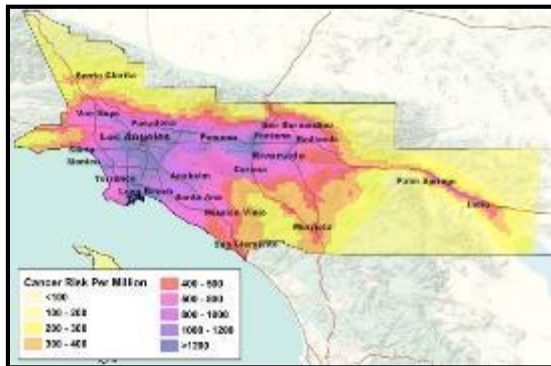 Santa Clarita
Van Nuys
Pasadena
San Bernardino
Los Angeles
Pomona
Fontana
Redlands
Santa
Monica
Riverside
Torrance
Anaheim
Corona
Palm Springs
Long Beach
Santa Ana
Indio
Mission Viejo
Murrieta
San Clemente
Cancer Risk Per Million
<100
100 - 200
200 - 300
300 - 400
400 - 500
600 - 800
800 - 1000
1000 - 1200
>1200